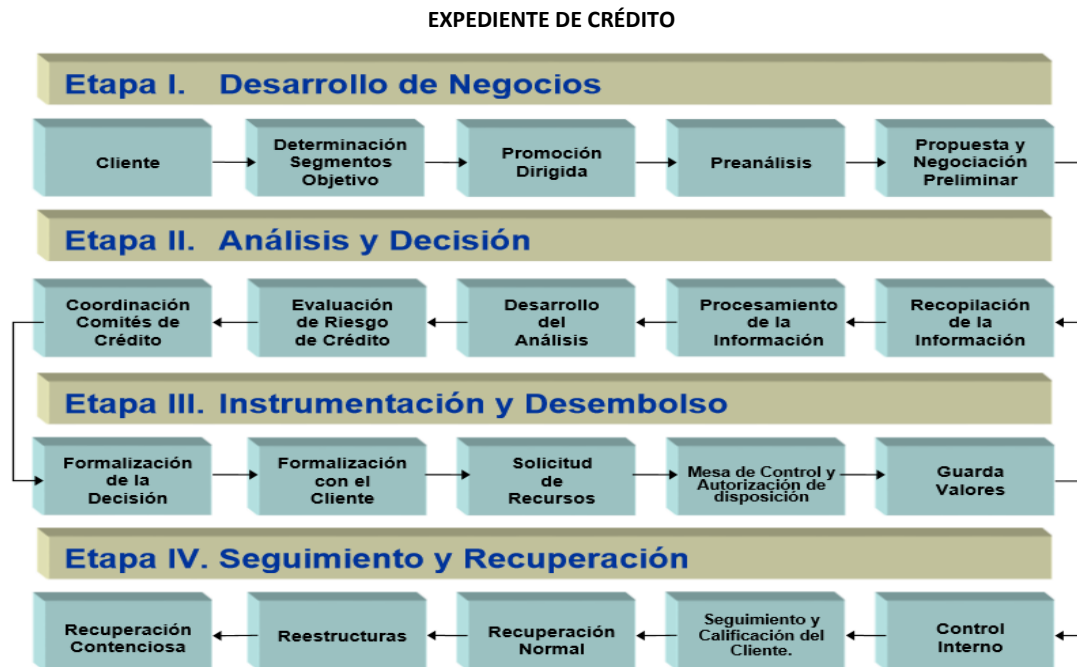 EXPEDIENTE DE CRÉDITO
Etapa I. Desarrollo de Negocios
Cliente
Determinación
Segmentos
Objetivo
Promoción
Dirigida
Preanálisis
Propuesta y
Negociación
Preliminar
Etapa II. Análisis y Decisión
Coordinación
Comités de
Crédito
Evaluación
de Riesgo
de Crédito
Desarrollo
del
Análisis
Procesamiento
de la
Información
Recopilación
de la
Información
Etapa III. Instrumentación y Desembolso
Formalización
de la
Decisión
Formalización
con el
Cliente
Solicitud
de
Recursos
Mesa de Control y
Autorización de
disposición
Guarda
Valores
Etapa IV. Seguimiento y Recuperación
Recuperación
Contenciosa
Reestructuras
Recuperación
Normal
Seguimiento y
Calificación del
Cliente.
Control
Interno